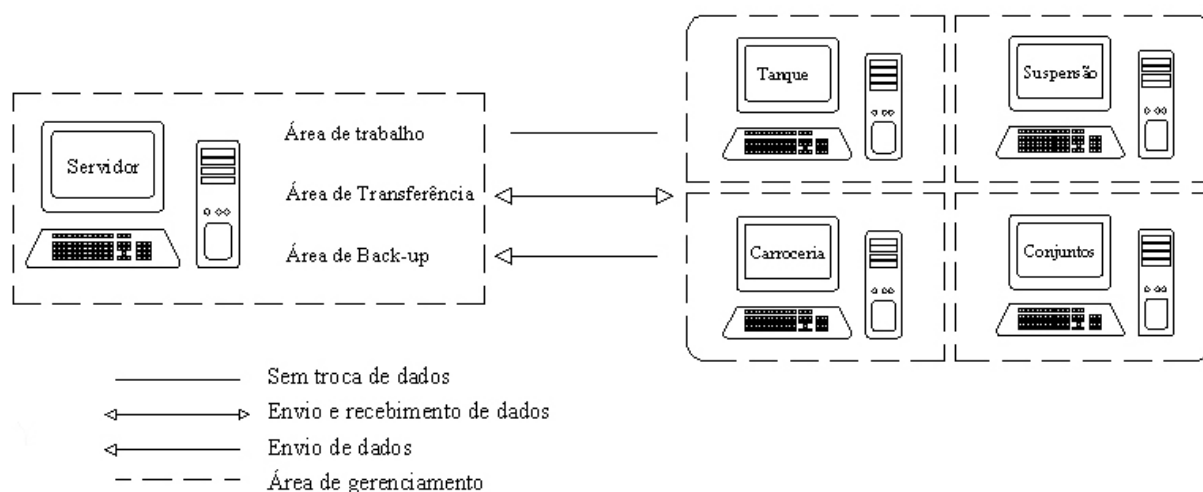 Tanque
Suspensão
Servidor
Área de trabalho
Área de Transferência
Área de Back-up
Carroceria
Conjuntos
Sem troca de dados
Envio e recebimento de dados
Envio de dados
Área de gerenciamento